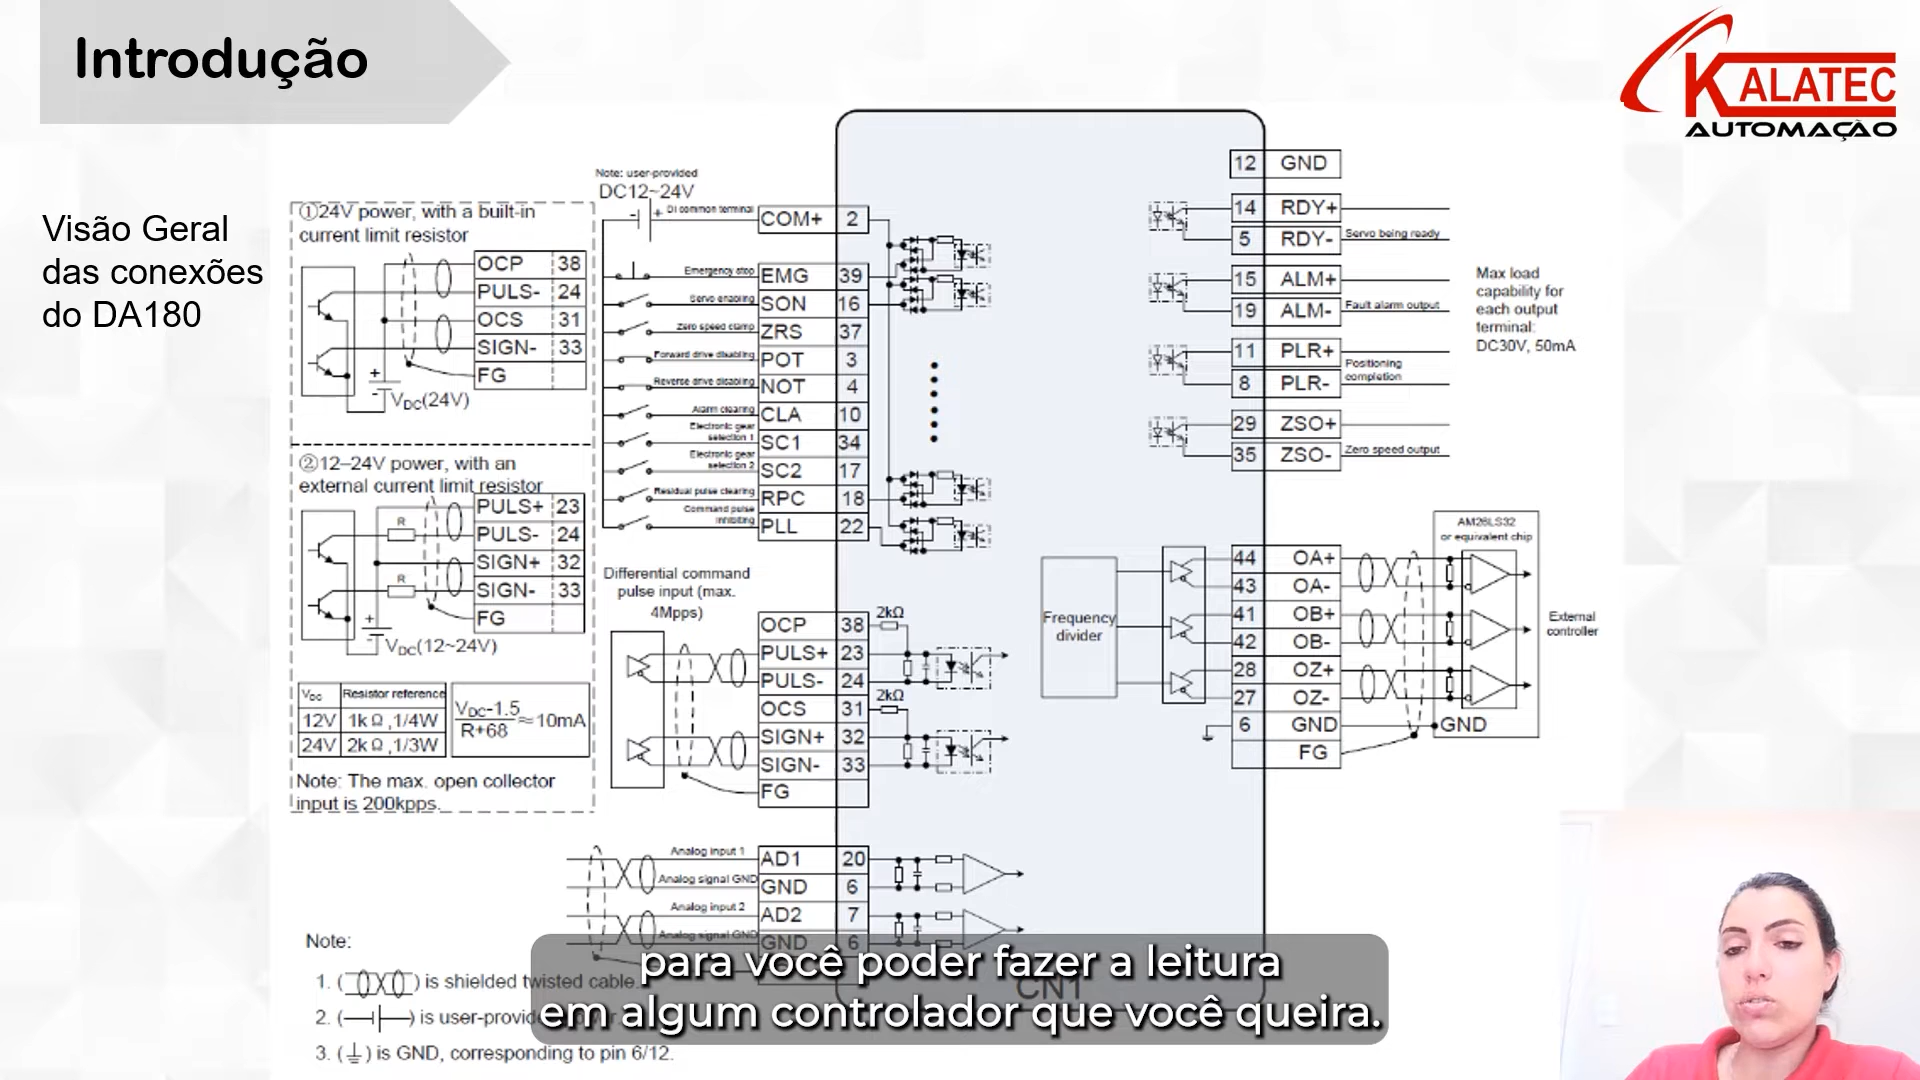 Introdução
KALATEC
AUTOMAÇÃO
Visão Geral
das conexões
do DA180
①24V power, with a built-in
current limit resistor
OCP 38
PULS- 24
OCS 31
SIGN- 33
FG
+
-
VDC(24V)
②12–24V power, with an
external current limit resistor
PULS+ 23
R
PULS- 24
SIGN+ 32
R
SIGN- 33
FG
+
-
VDC(12~24V)
VDC Resistor reference
12V 1kΩ,1/4W
24V 2kΩ,1/3W
VDC-1.5
R+68
≈10mA
Note: The max. open collector
input is 200kpps.
Note: user-provided
DC12~24V
- + DI common terminal
COM+ 2
Emergency stop EMG 39
Servo enabling SON 16
Zero speed clamp ZRS 37
Forward drive disabling POT 3
Reverse drive disabling NOT 4
Alarm clearing CLA 10
Electronic gear
selection 1 SC1 34
Electronic gear
selection 2 SC2 17
Residual pulse clearing RPC 18
Command pulse
inhibiting PLL 22
Differential command
pulse input (max.
4Mpps)
OCP 38 2kΩ
PULS+ 23
PULS- 24
OCS 31 2kΩ
SIGN+ 32
SIGN- 33
FG
Analog input 1 AD1 20
Analog signal GND GND 6
Analog input 2 AD2 7
Analog signal GND GND 6
CN1
12 GND
14 RDY+
5 RDY- Servo being ready
15 ALM+
19 ALM- Fault alarm output
11 PLR+
8 PLR-
Positioning
completion
29 ZSO+
35 ZSO- Zero speed output
Max load
capability for
each output
terminal:
DC30V, 50mA
Frequency
divider
44 OA+
43 OA-
41 OB+
42 OB-
28 OZ+
27 OZ-
6 GND
FG
AM26LS32
or equivalent chip
GND
External
controller
Note:
1. ( ) is shielded twisted cable.
2. ( ) is user-provid
3. ( ) is GND, corresponding to pin 6/12.
para você poder fazer a leitura
em algum controlador que você queira.